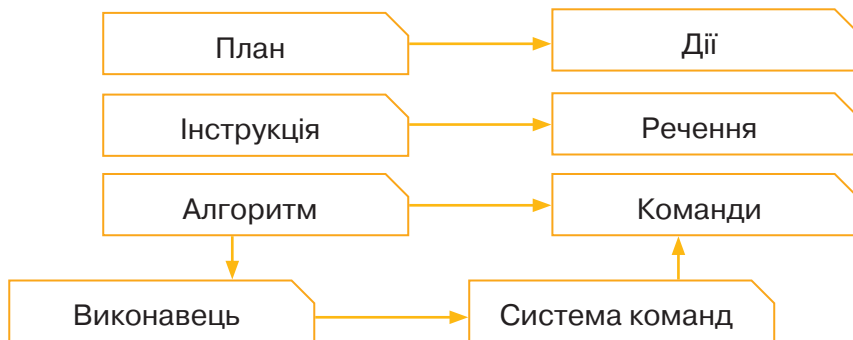 План
Дії
Інструкція
Речення
Алгоритм
Команди
Виконавець
Система команд